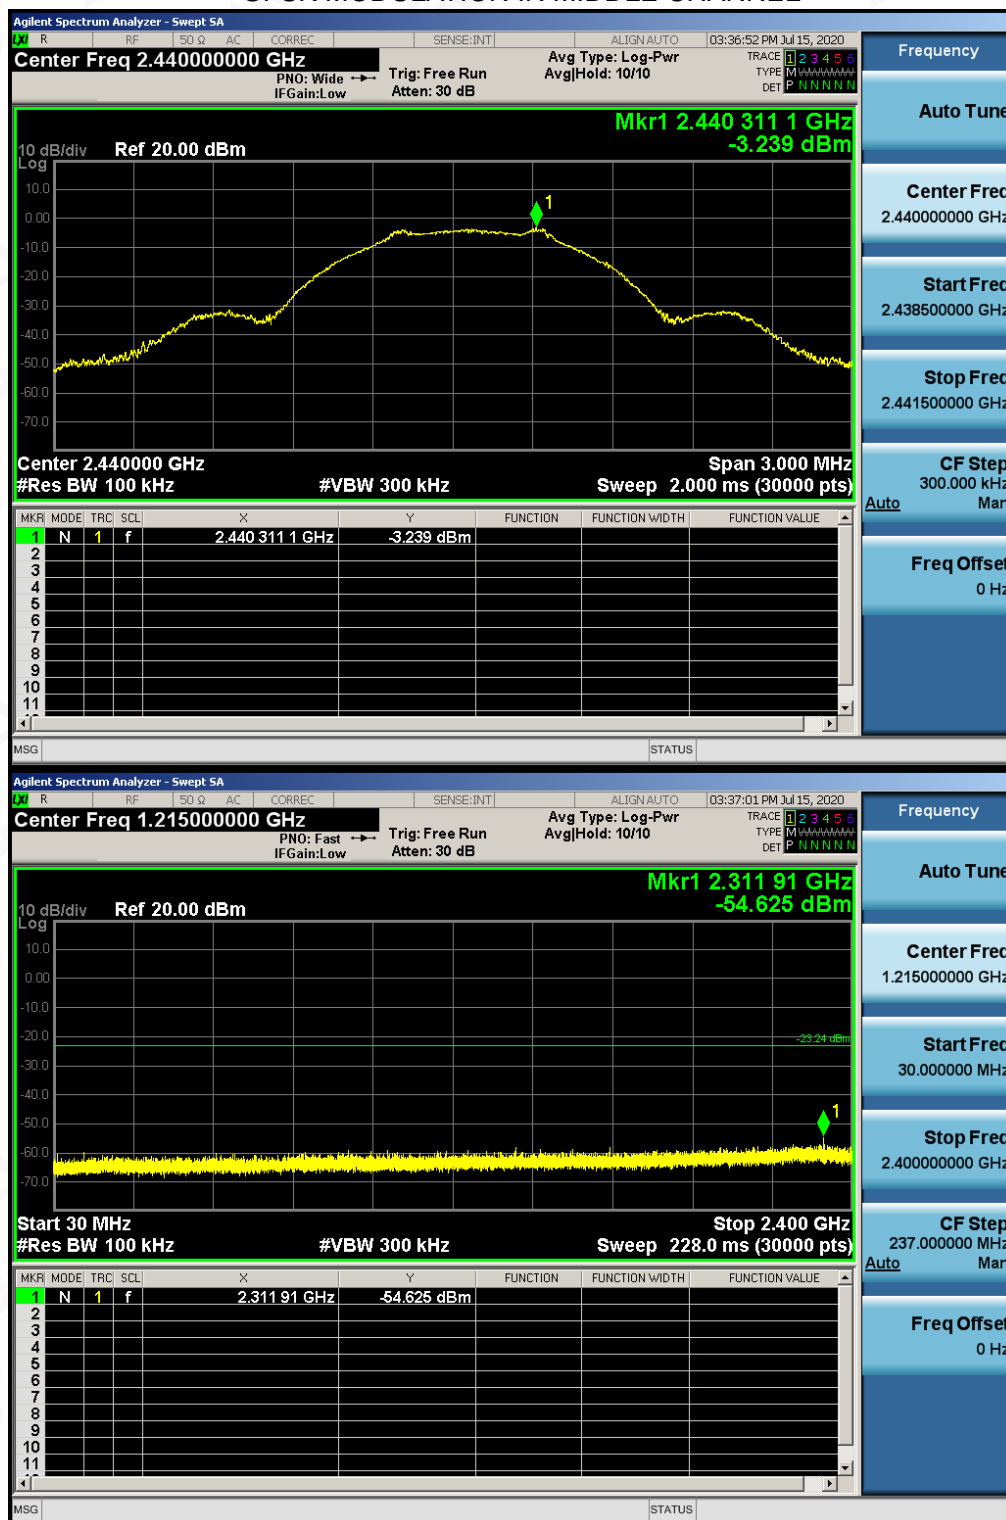 MODULATION IN MIDDLE CHANNEL
Agilent Spectrum Analyzer - Swept SA
LXI R RF 50 Ω AC CORREC SENSE:INT ALIGN AUTO 03:36:52 PM Jul 15, 2020
Center Freq 2.440000000 GHz
PNO: Wide
IFGain:Low
Trig: Free Run
Atten: 30 dB
Avg Type: Log-Pwr
Avg|Hold: 10/10
TRACE 1 2 3 4 5 6
TYPE M
DET P N N N N N
Mkr1 2.440 311 1 GHz
-3.239 dBm
10 dB/div Ref 20.00 dBm
Log
10.0
0.00
-10.0
-20.0
-30.0
-40.0
-50.0
-60.0
-70.0
1
Center 2.440000 GHz Span 3.000 MHz
#Res BW 100 kHz #VBW 300 kHz Sweep 2.000 ms (30000 pts)
MKR MODE TRC SCL X Y FUNCTION FUNCTION WIDTH FUNCTION VALUE
1 N 1 f 2.440 311 1 GHz -3.239 dBm
2
3
4
5
6
7
8
9
10
11
MSG STATUS
Frequency
Auto Tune
Center Freq
2.440000000 GHz
Start Freq
2.438500000 GHz
Stop Freq
2.441500000 GHz
CF Step
300.000 kHz
Auto Man
Freq Offset
0 Hz
Agilent Spectrum Analyzer - Swept SA
LXI R RF 50 Ω AC CORREC SENSE:INT ALIGN AUTO 03:37:01 PM Jul 15, 2020
Center Freq 1.215000000 GHz
PNO: Fast
IFGain:Low
Trig: Free Run
Atten: 30 dB
Avg Type: Log-Pwr
Avg|Hold: 10/10
TRACE 1 2 3 4 5 6
TYPE M
DET P N N N N N
Mkr1 2.311 91 GHz
-54.625 dBm
10 dB/div Ref 20.00 dBm
Log
10.0
0.00
-10.0
-20.0
-30.0
-40.0
-50.0
-60.0
-70.0
-23.24 dBm
1
Start 30 MHz Stop 2.400 GHz
#Res BW 100 kHz #VBW 300 kHz Sweep 228.0 ms (30000 pts)
MKR MODE TRC SCL X Y FUNCTION FUNCTION WIDTH FUNCTION VALUE
1 N 1 f 2.311 91 GHz -54.625 dBm
2
3
4
5
6
7
8
9
10
11
MSG STATUS
Frequency
Auto Tune
Center Freq
1.215000000 GHz
Start Freq
30.000000 MHz
Stop Freq
2.400000000 GHz
CF Step
237.000000 MHz
Auto Man
Freq Offset
0 Hz